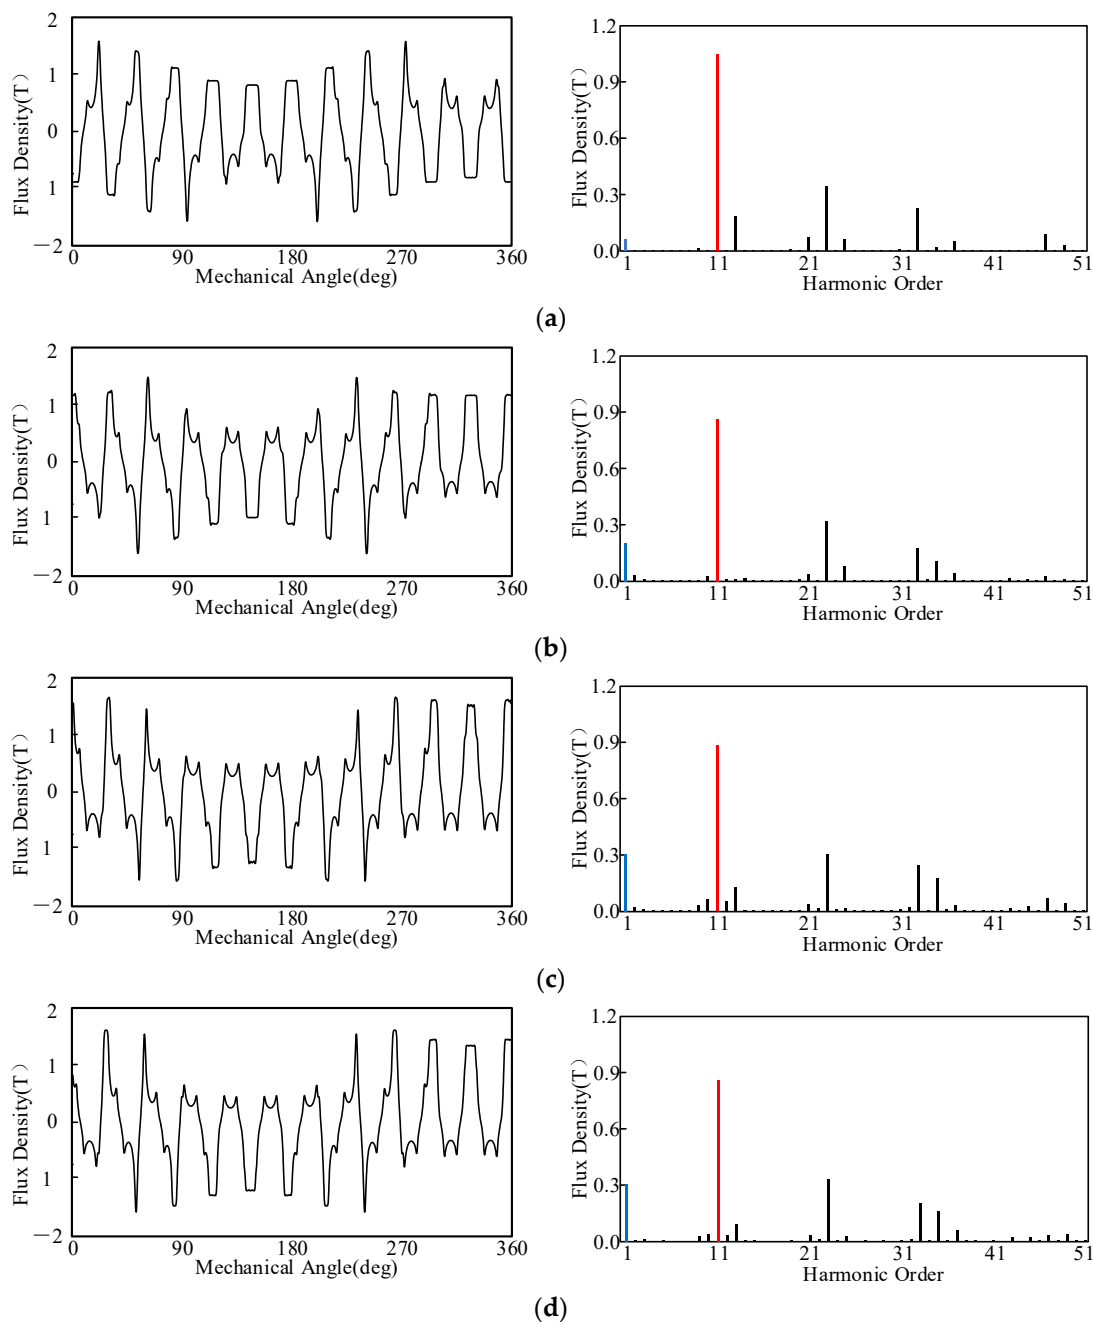 2
1
0
1
－2
Flux Density(T)
0 90 180 270 360
Mechanical Angle(deg)
1.2
0.9
0.6
0.3
0.0
Flux Density(T)
1 11 21 31 41 51
Harmonic Order
(a)
2
1
0
1
－2
Flux Density(T)
0 90 180 270 360
Mechanical Angle(deg)
1.2
0.9
0.6
0.3
0.0
Flux Density(T)
1 11 21 31 41 51
Harmonic Order
(b)
2
1
0
1
－2
Flux Density(T)
0 90 180 270 360
Mechanical Angle(deg)
1.2
0.9
0.6
0.3
0.0
Flux Density(T)
1 11 21 31 41 51
Harmonic Order
(c)
2
1
0
1
－2
Flux Density(T)
0 90 180 270 360
Mechanical Angle(deg)
1.2
0.9
0.6
0.3
0.0
Flux Density(T)
1 11 21 31 41 51
Harmonic Order
(d)